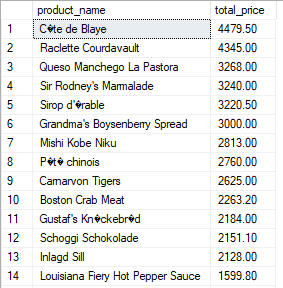 product_name total_price
1 C�te de Blaye 4479.50
2 Raclette Courdavault 4345.00
3 Queso Manchego La Pastora 3268.00
4 Sir Rodney's Marmalade 3240.00
5 Sirop d'�rable 3220.50
6 Grandma's Boysenberry Spread 3000.00
7 Mishi Kobe Niku 2813.00
8 P�t� chinois 2760.00
9 Carnarvon Tigers 2625.00
10 Boston Crab Meat 2263.20
11 Gustaf's Kn�ckebr�d 2184.00
12 Schoggi Schokolade 2151.10
13 Inlagd Sill 2128.00
14 Louisiana Fiery Hot Pepper Sauce 1599.80